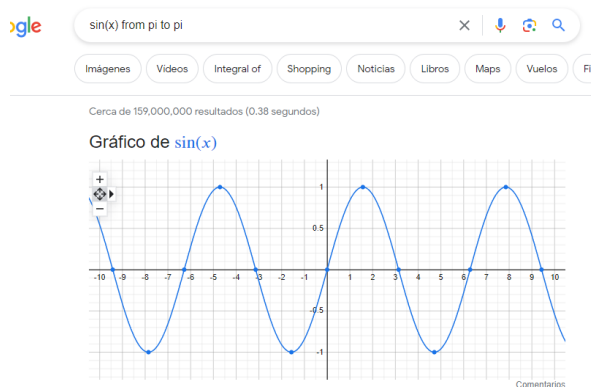 ogle
sin(x) from pi to pi
Imágenes Videos Integral of Shopping Noticias Libros Maps Vuelos Fi
Cerca de 159,000,000 resultados (0.38 segundos)
Gráfico de sin(x)
+
−
1
0.5
-10 -9 -8 -7 -6 -5 -4 -3 -2 -1 1 2 3 4 5 6 7 8 9 10
-0.5
-1
Comentarios